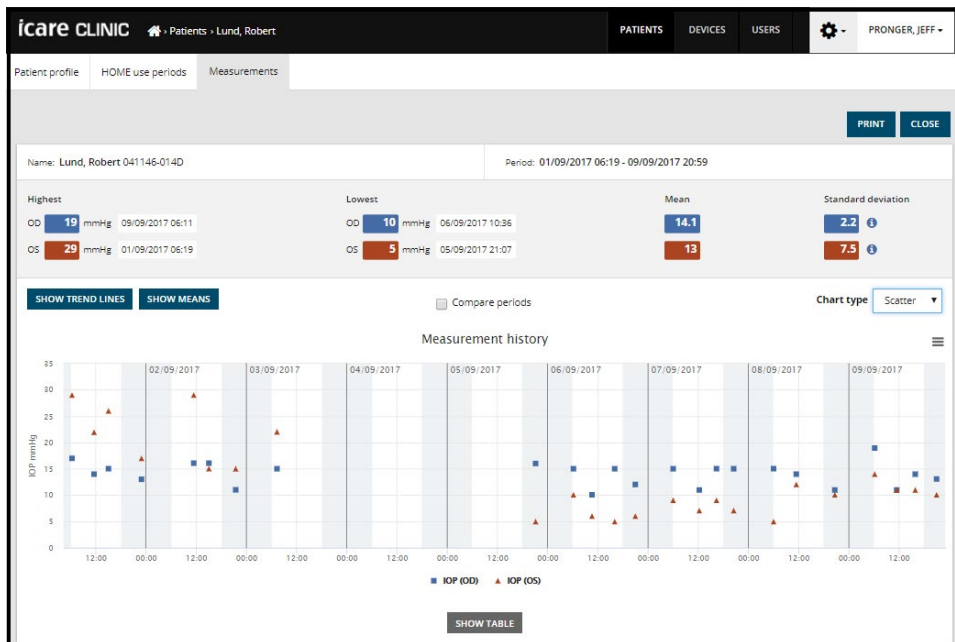 icare CLINIC › Patients › Lund, Robert PATIENTS DEVICES USERS PRONGER, JEFF
Patient profile HOME use periods Measurements
PRINT CLOSE
Name: Lund, Robert 041146-014D Period: 01/09/2017 06:19 - 09/09/2017 20:59
Highest Lowest Mean Standard deviation
OD 19 mmHg 09/09/2017 06:11 OD 10 mmHg 06/09/2017 10:36 14.1 2.2
OS 29 mmHg 01/09/2017 06:19 OS 5 mmHg 05/09/2017 21:07 13 7.5
SHOW TREND LINES SHOW MEANS Compare periods Chart type Scatter
Measurement history
02/09/2017 03/09/2017 04/09/2017 05/09/2017 06/09/2017 07/09/2017 08/09/2017 09/09/2017
35
30
25
20
15
10
5
0
IOP mmHg
12:00 00:00 12:00 00:00 12:00 00:00 12:00 00:00 12:00 00:00 12:00 00:00 12:00 00:00 12:00 00:00 12:00
IOP (OD) IOP (OS)
SHOW TABLE